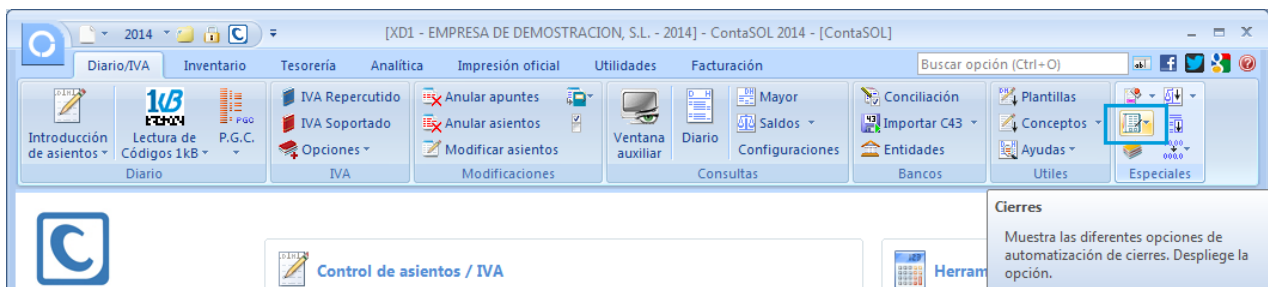 2014
[XD1 - EMPRESA DE DEMOSTRACION, S.L. - 2014] - ContaSOL 2014 - [ContaSOL]
Diario/IVA Inventario Tesorería Analítica Impresión oficial Utilidades Facturación Buscar opción (Ctrl+O)
Introducción de asientos
Lectura de Códigos 1kB
P.G.C.
Diario
IVA Repercutido
IVA Soportado
Opciones
IVA
Anular apuntes
Anular asientos
Modificar asientos
Modificaciones
Ventana auxiliar
Diario
Mayor
Saldos
Configuraciones
Consultas
Conciliación
Importar C43
Entidades
Bancos
Plantillas
Conceptos
Ayudas
Utiles
Especiales
Cierres
Muestra las diferentes opciones de
automatización de cierres. Despliege la
opción.
C
Control de asientos / IVA
Herram